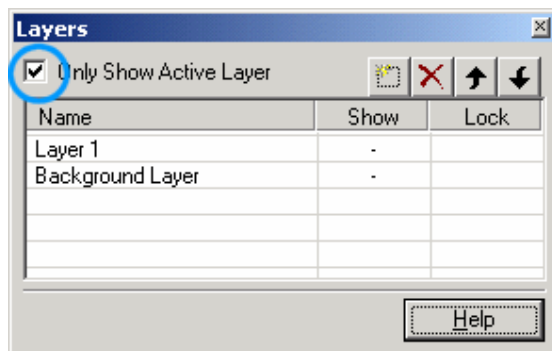 Layers
Only Show Active Layer
Name Show Lock
Layer 1 -
Background Layer -
Help